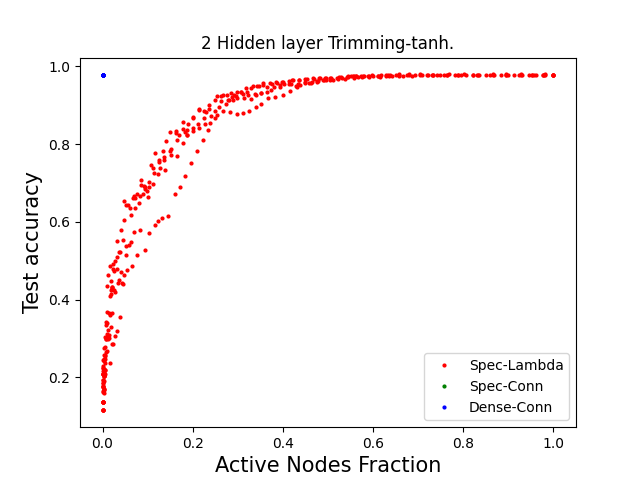 2 Hidden layer Trimming-tanh.
1.0
0.8
0.6
0.4
0.2
Test accuracy
Spec-Lambda
Spec-Conn
Dense-Conn
0.0 0.2 0.4 0.6 0.8 1.0
Active Nodes Fraction